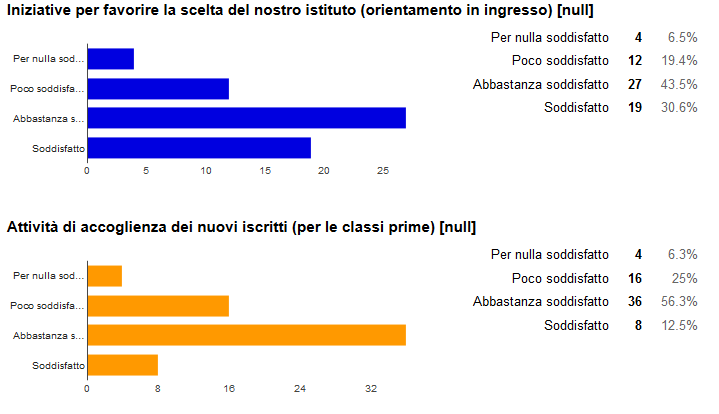 Iniziative per favorire la scelta del nostro istituto (orientamento in ingresso) [null]
Per nulla sod...
Poco soddisfa...
Abbastanza s...
Soddisfatto
0 5 10 15 20 25
Per nulla soddisfatto 4 6.5%
Poco soddisfatto 12 19.4%
Abbastanza soddisfatto 27 43.5%
Soddisfatto 19 30.6%
Attività di accoglienza dei nuovi iscritti (per le classi prime) [null]
Per nulla sod...
Poco soddisfa...
Abbastanza s...
Soddisfatto
0 8 16 24 32
Per nulla soddisfatto 4 6.3%
Poco soddisfatto 16 25%
Abbastanza soddisfatto 36 56.3%
Soddisfatto 8 12.5%